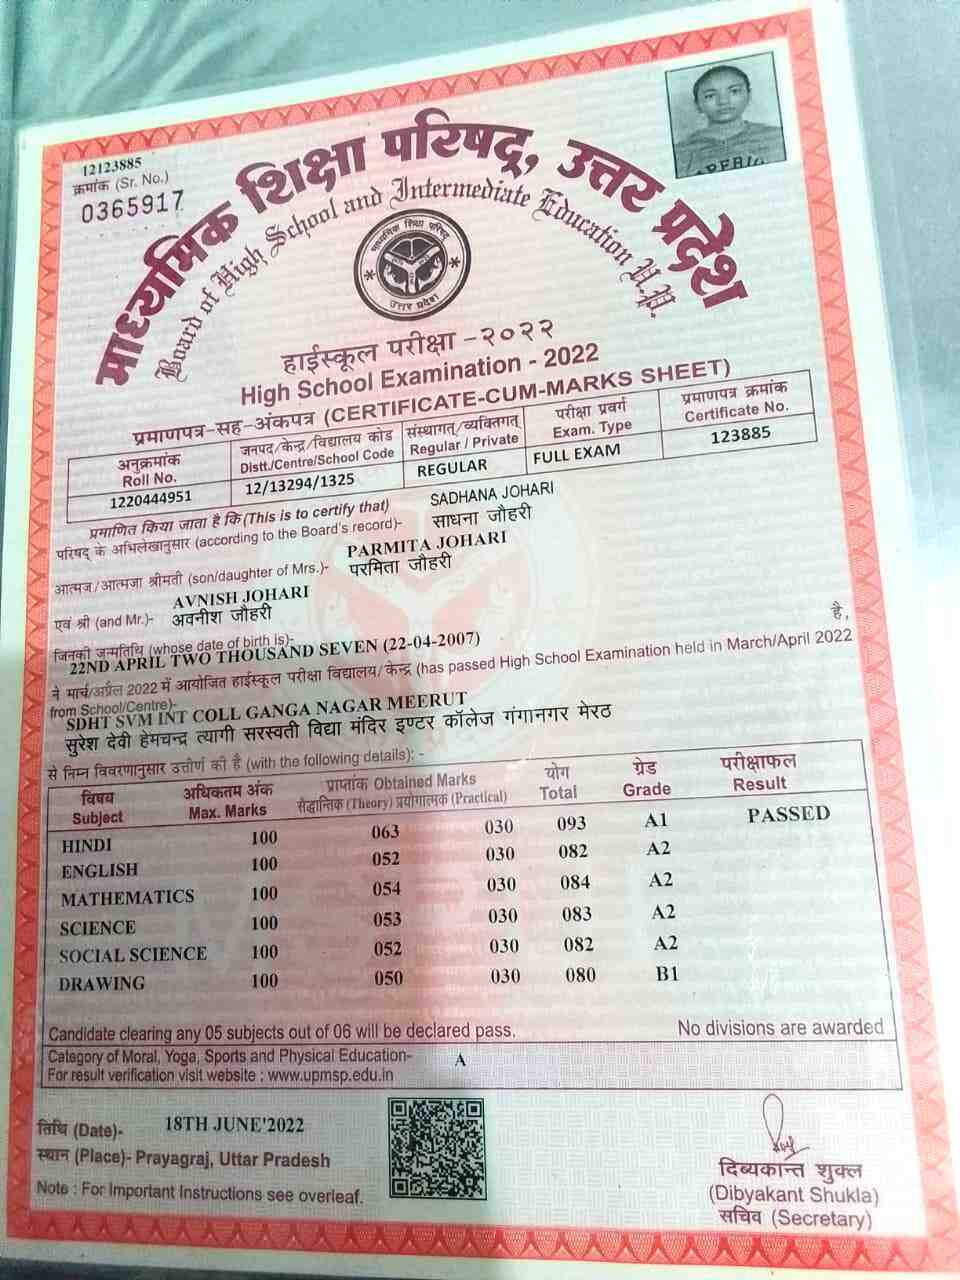 12123885
क्रमांक (Sr. No.)
0365917
माध्यमिक शिक्षा परिषद्, उत्तर प्रदेश
Board of High School and Intermediate Education U.P.
माध्यमिक शिक्षा परिषद
उत्तर प्रदेश
हाईस्कूल परीक्षा -२०२२
High School Examination - 2022
प्रमाणपत्र-सह-अंकपत्र (CERTIFICATE-CUM-MARKS SHEET)
अनुक्रमांक जनपद/केन्द्र/विद्यालय कोड संस्थागत्/व्यक्तिगत् परीक्षा प्रवर्ग प्रमाणपत्र क्रमांक
Roll No. Distt./Centre/School Code Regular / Private Exam. Type Certificate No.
1220444951 12/13294/1325 REGULAR FULL EXAM 123885
प्रमाणित किया जाता है कि (This is to certify that) SADHANA JOHARI
परिषद् के अभिलेखानुसार (according to the Board's record)- साधना जौहरी
PARMITA JOHARI
आत्मज/आत्मजा श्रीमती (son/daughter of Mrs.)- परमिता जौहरी
AVNISH JOHARI
एवं श्री (and Mr.)- अवनीश जौहरी
जिनकी जन्मतिथि (whose date of birth is)- है,
22ND APRIL TWO THOUSAND SEVEN (22-04-2007)
ने मार्च/अप्रैल 2022 में आयोजित हाईस्कूल परीक्षा विद्यालय/केन्द्र (has passed High School Examination held in March/April 2022
from School/Centre)-
SDHT SVM INT COLL GANGA NAGAR MEERUT
सुरेश देवी हेमचन्द्र त्यागी सरस्वती विद्या मंदिर इण्टर कॉलेज गंगानगर मेरठ
से निम्न विवरणानुसार उत्तीर्ण की है (with the following details): -
विषय अधिकतम अंक प्राप्तांक Obtained Marks योग ग्रेड परीक्षाफल
Subject Max. Marks सैद्धान्तिक (Theory) प्रयोगात्मक (Practical) Total Grade Result
HINDI 100 063 030 093 A1 PASSED
ENGLISH 100 052 030 082 A2
MATHEMATICS 100 054 030 084 A2
SCIENCE 100 053 030 083 A2
SOCIAL SCIENCE 100 052 030 082 A2
DRAWING 100 050 030 080 B1
Candidate clearing any 05 subjects out of 06 will be declared pass. No divisions are awarded
Category of Moral, Yoga, Sports and Physical Education- A
For result verification visit website : www.upmsp.edu.in
तिथि (Date)- 18TH JUNE'2022
स्थान (Place)- Prayagraj, Uttar Pradesh
Note : For Important Instructions see overleaf.
दिब्यकान्त शुक्ल
(Dibyakant Shukla)
सचिव (Secretary)